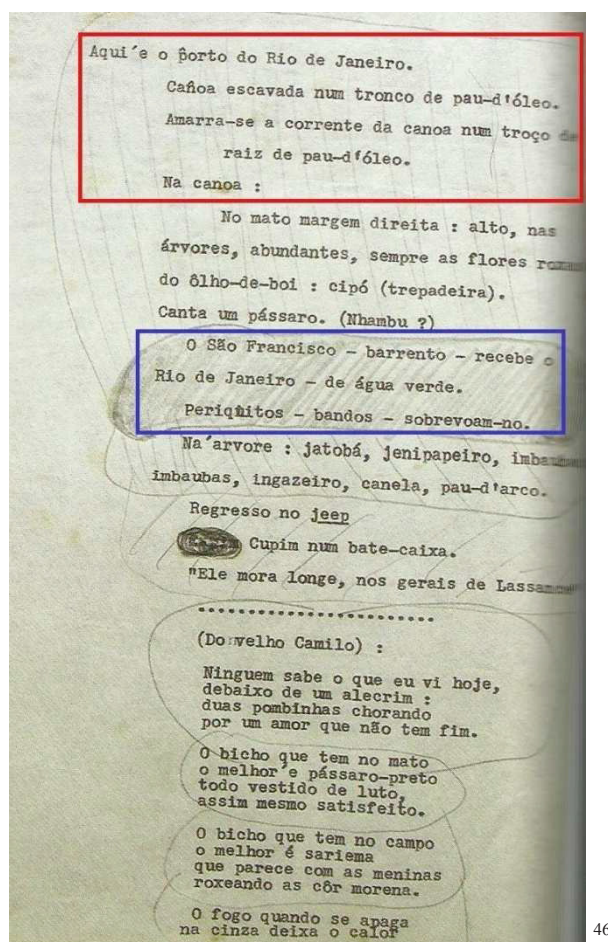 Aqui´e o porto do Rio de Janeiro.
Canoa escavada num tronco de pau-d'óleo.
Amarra-se a corrente da canoa num troço de
raiz de pau-d'óleo.
Na canoa :
No mato margem direita : alto, nas
árvores, abundantes, sempre as flores
do ôlho-de-boi : cipó (trepadeira).
Canta um pássaro. (Nhambu ?)
O São Francisco - barrento - recebe o
Rio de Janeiro - de água verde.
Periquitos - bandos - sobrevoam-no.
Na´arvore : jatobá, jenipapeiro,
imbaubas, ingazeiro, canela, pau-d'arco.
Regresso no jeep
Cupim num bate-caixa.
"Ele mora longe, nos gerais de
..........................
(Do velho Camilo) :
Ninguem sabe o que eu vi hoje,
debaixo de um alecrim :
duas pombinhas chorando
por um amor que não tem fim.
O bicho que tem no mato
o melhor´e pássaro-preto
todo vestido de luto,
assim mesmo satisfeito.
O bicho que tem no campo
o melhor é sariema
que parece com as meninas
roxeando as côr morena.
O fogo quando se apaga
na cinza deixa o calor
46